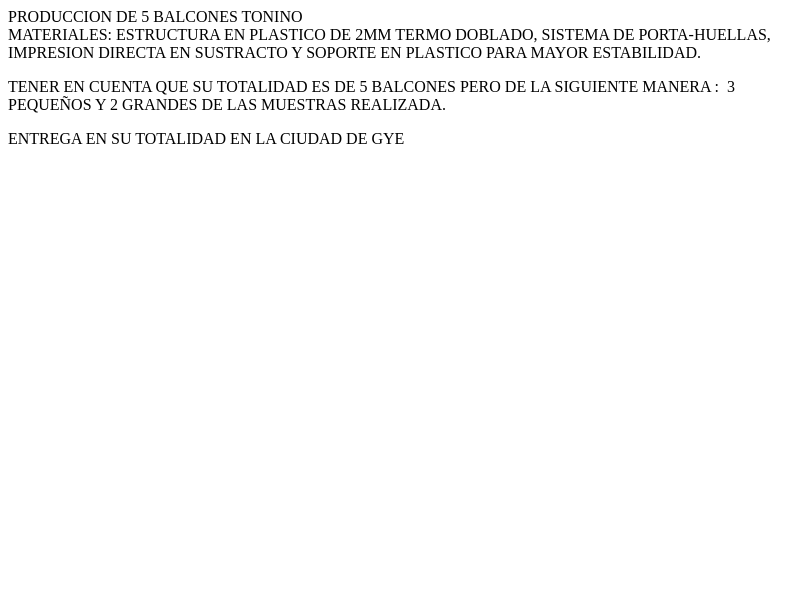 PRODUCCION DE 5 BALCONES TONINO
MATERIALES: ESTRUCTURA EN PLASTICO DE 2MM TERMO DOBLADO, SISTEMA DE PORTA-HUELLAS,
IMPRESION DIRECTA EN SUSTRACTO Y SOPORTE EN PLASTICO PARA MAYOR ESTABILIDAD.
TENER EN CUENTA QUE SU TOTALIDAD ES DE 5 BALCONES PERO DE LA SIGUIENTE MANERA :  3
PEQUEÑOS Y 2 GRANDES DE LAS MUESTRAS REALIZADA.
ENTREGA EN SU TOTALIDAD EN LA CIUDAD DE GYE